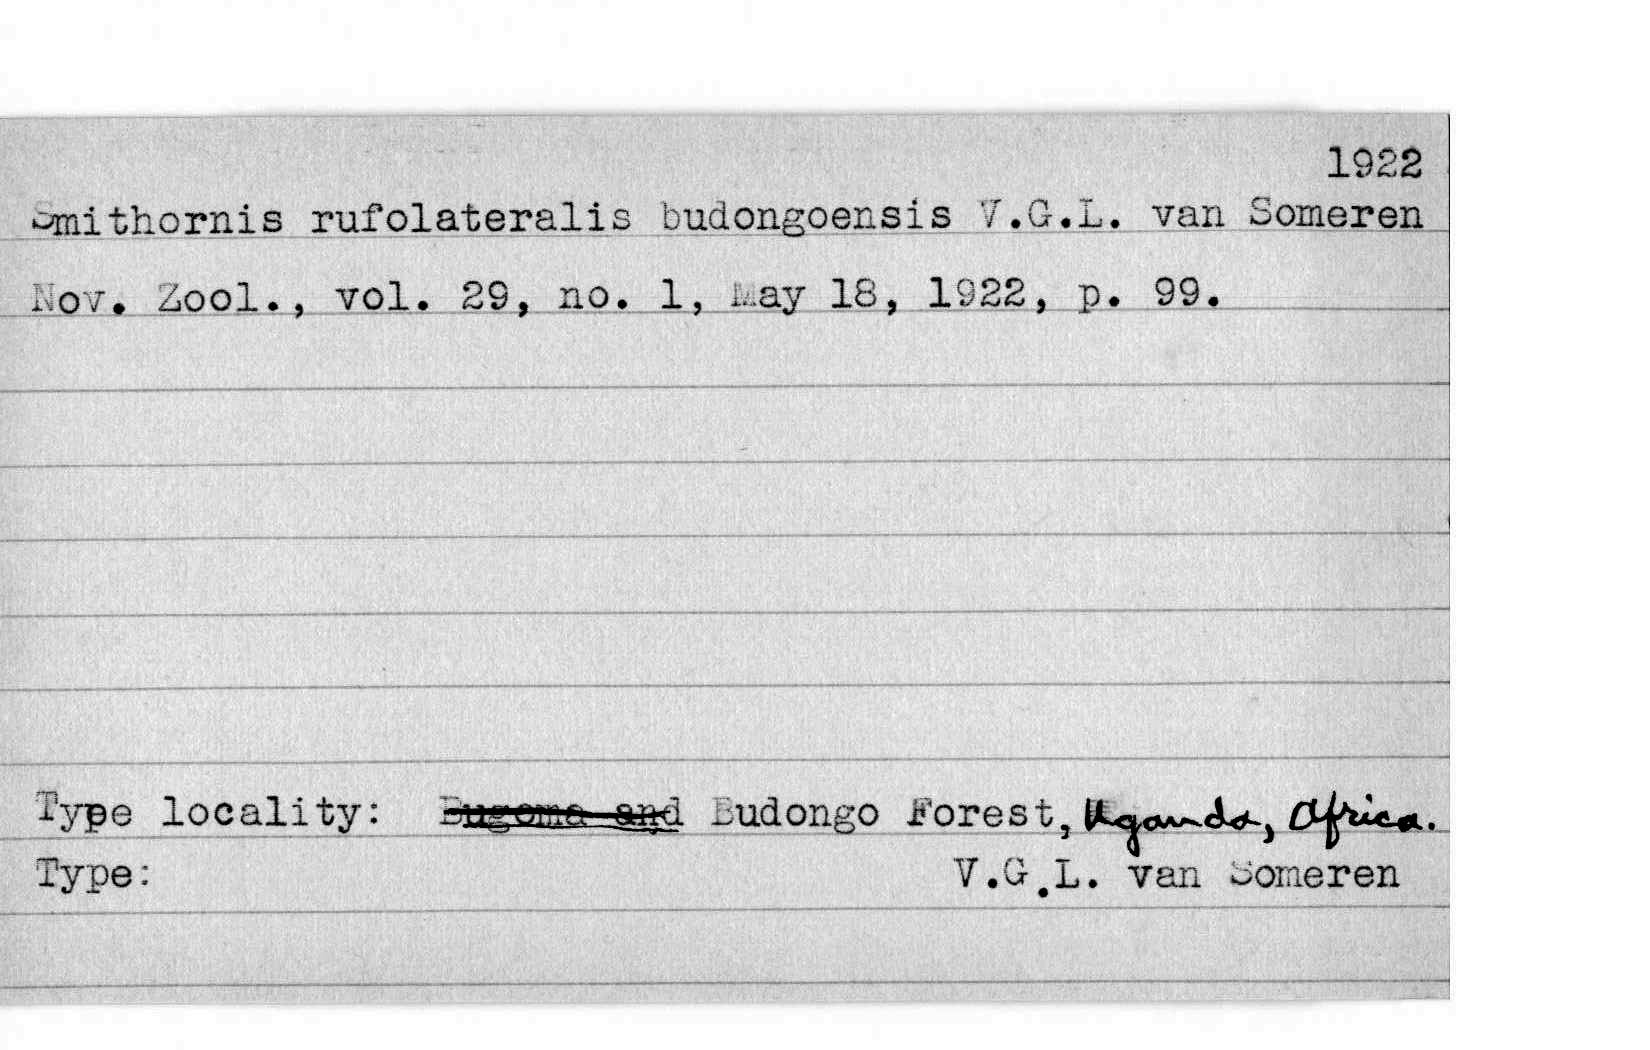 1922
Smithornis rufolateralis budongoensis V.G.L. van Someren
Nov. Zool., vol. 29, no. 1, May 18, 1922, p. 99.
Type locality: Bugoma and Budongo Forest, Uganda, Africa.
Type: V.G.L. van Someren